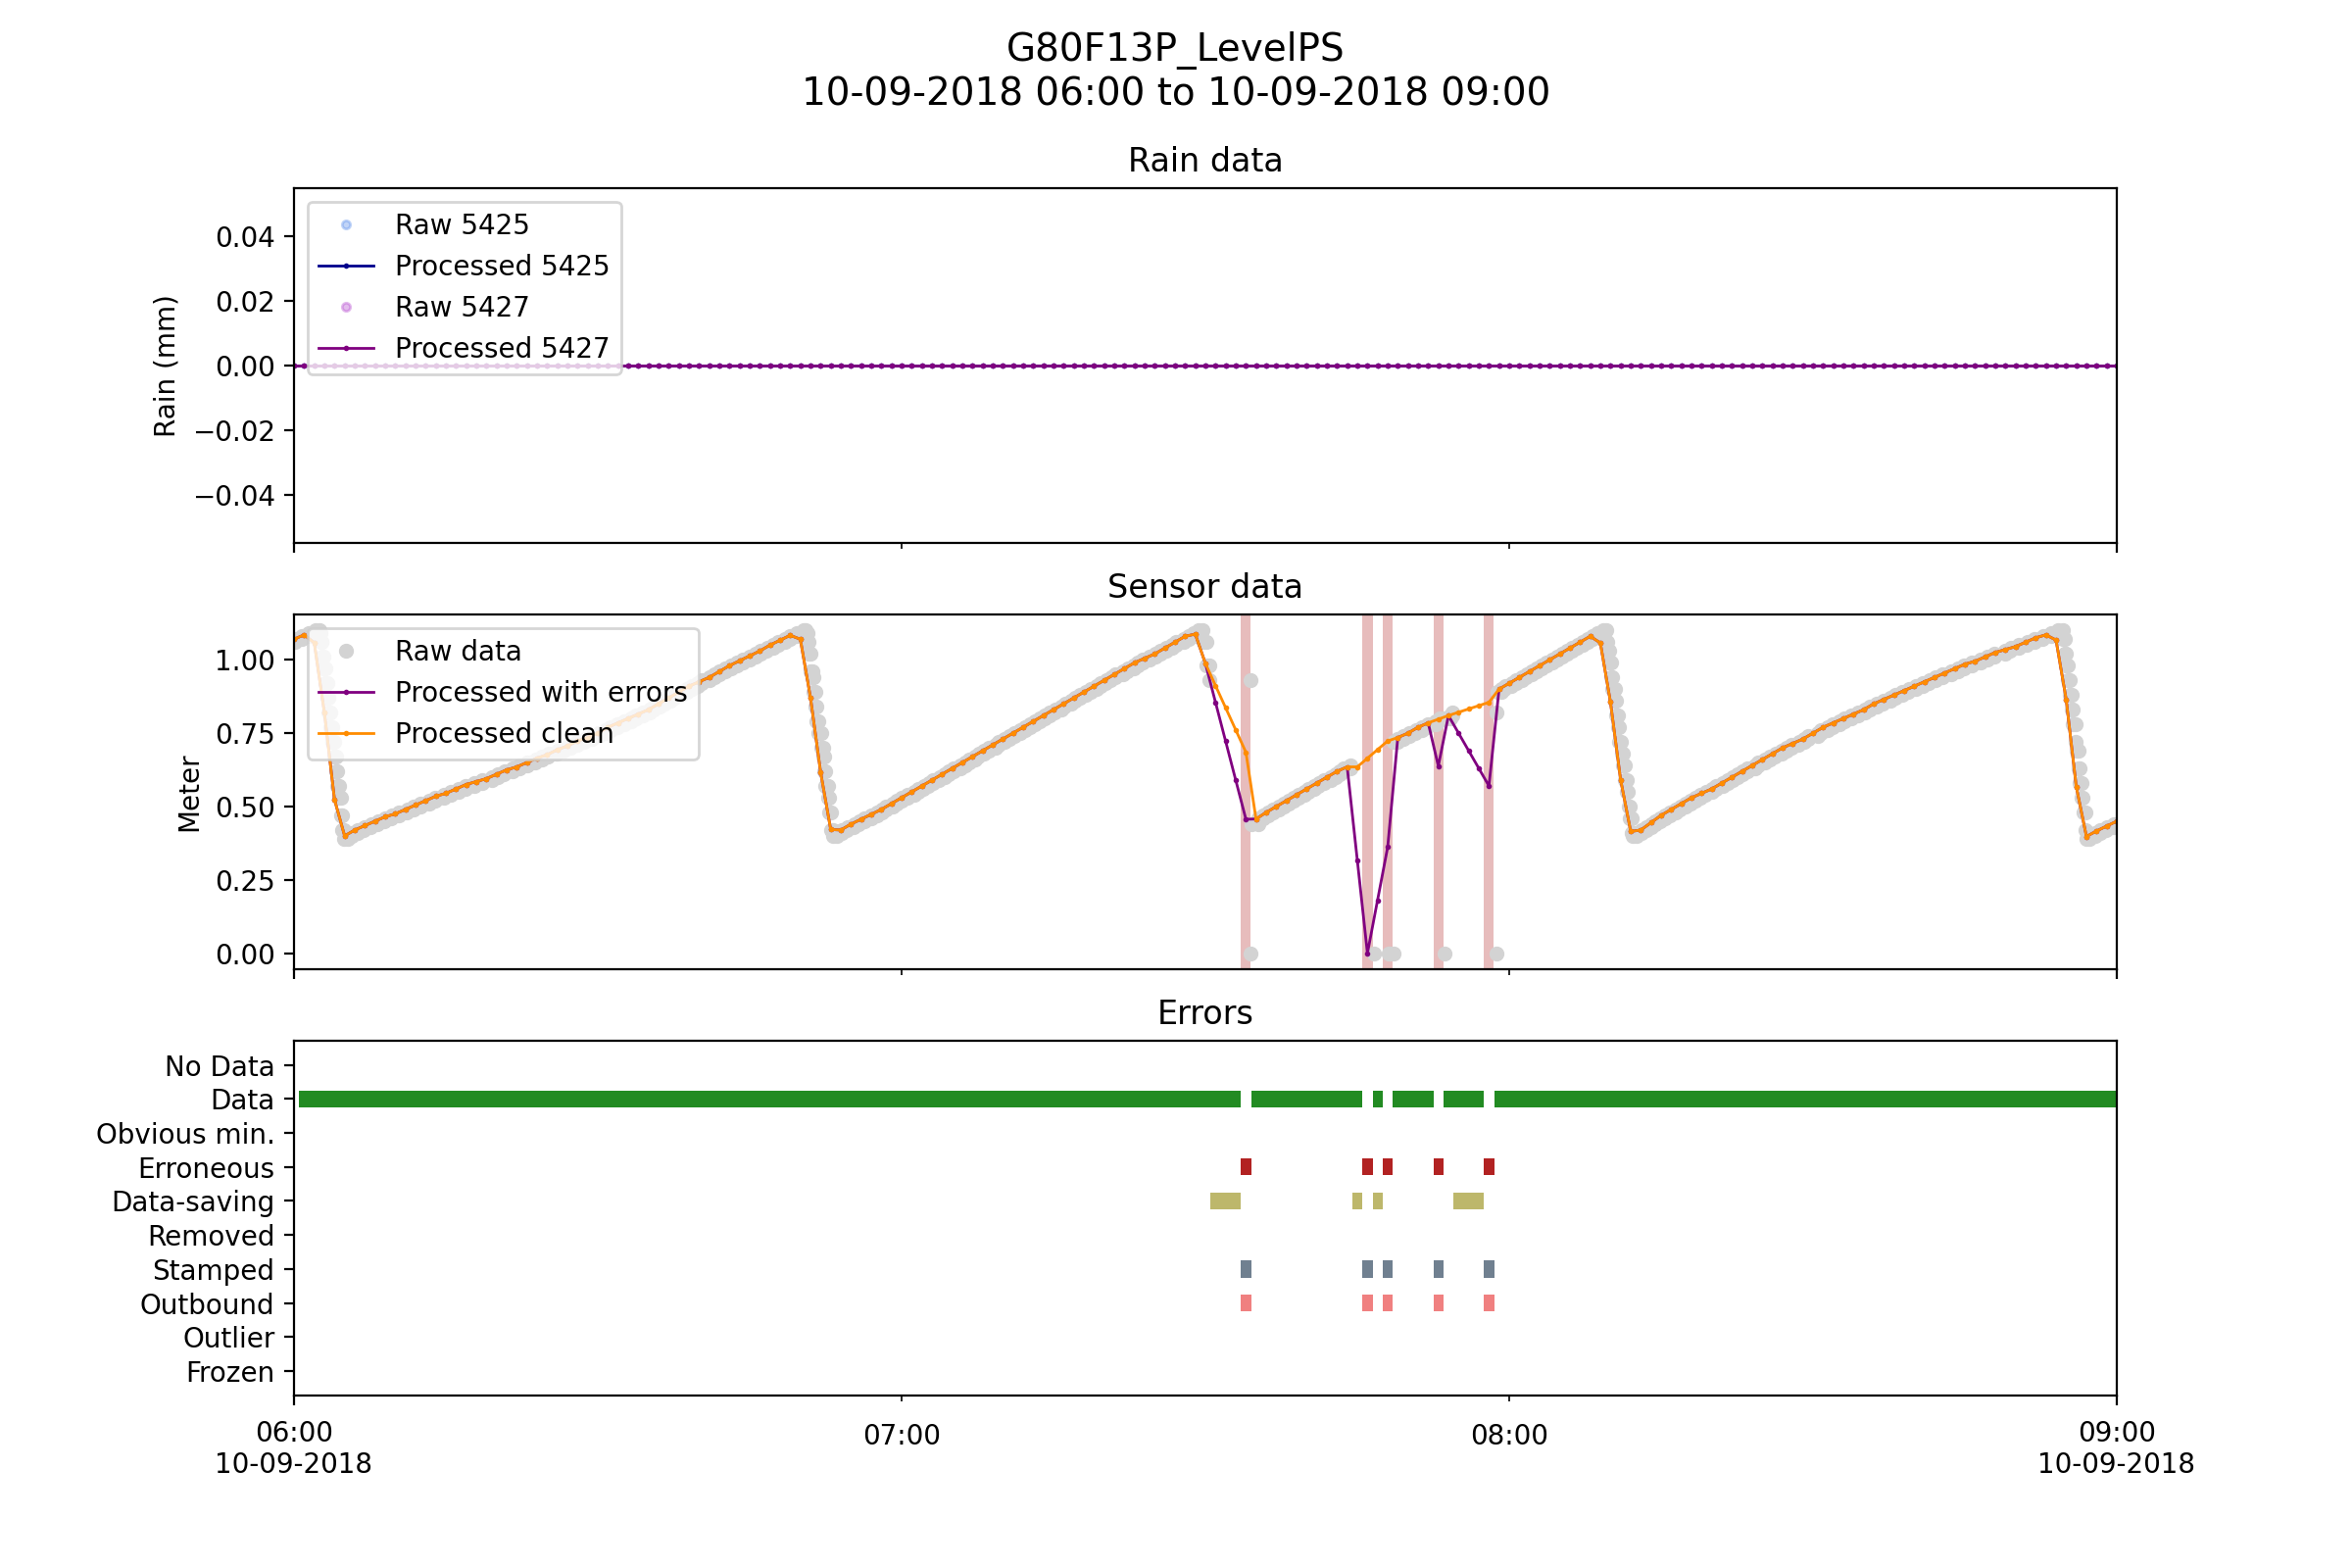 G80F13P_LevelPS
10-09-2018 06:00 to 10-09-2018 09:00
Rain data
Rain (mm)
0.04
0.02
0.00
−0.02
−0.04
Raw 5425
Processed 5425
Raw 5427
Processed 5427
Sensor data
Meter
1.00
0.75
0.50
0.25
0.00
Raw data
Processed with errors
Processed clean
Errors
No Data
Data
Obvious min.
Erroneous
Data-saving
Removed
Stamped
Outbound
Outlier
Frozen
06:00
10-09-2018
07:00
08:00
09:00
10-09-2018